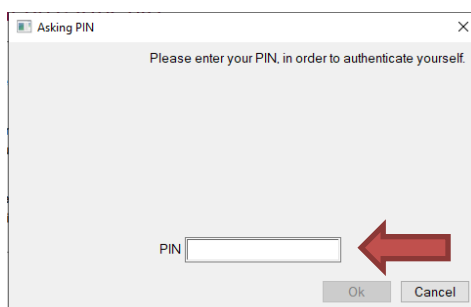 Asking PIN
Please enter your PIN, in order to authenticate yourself.
PIN
Ok Cancel